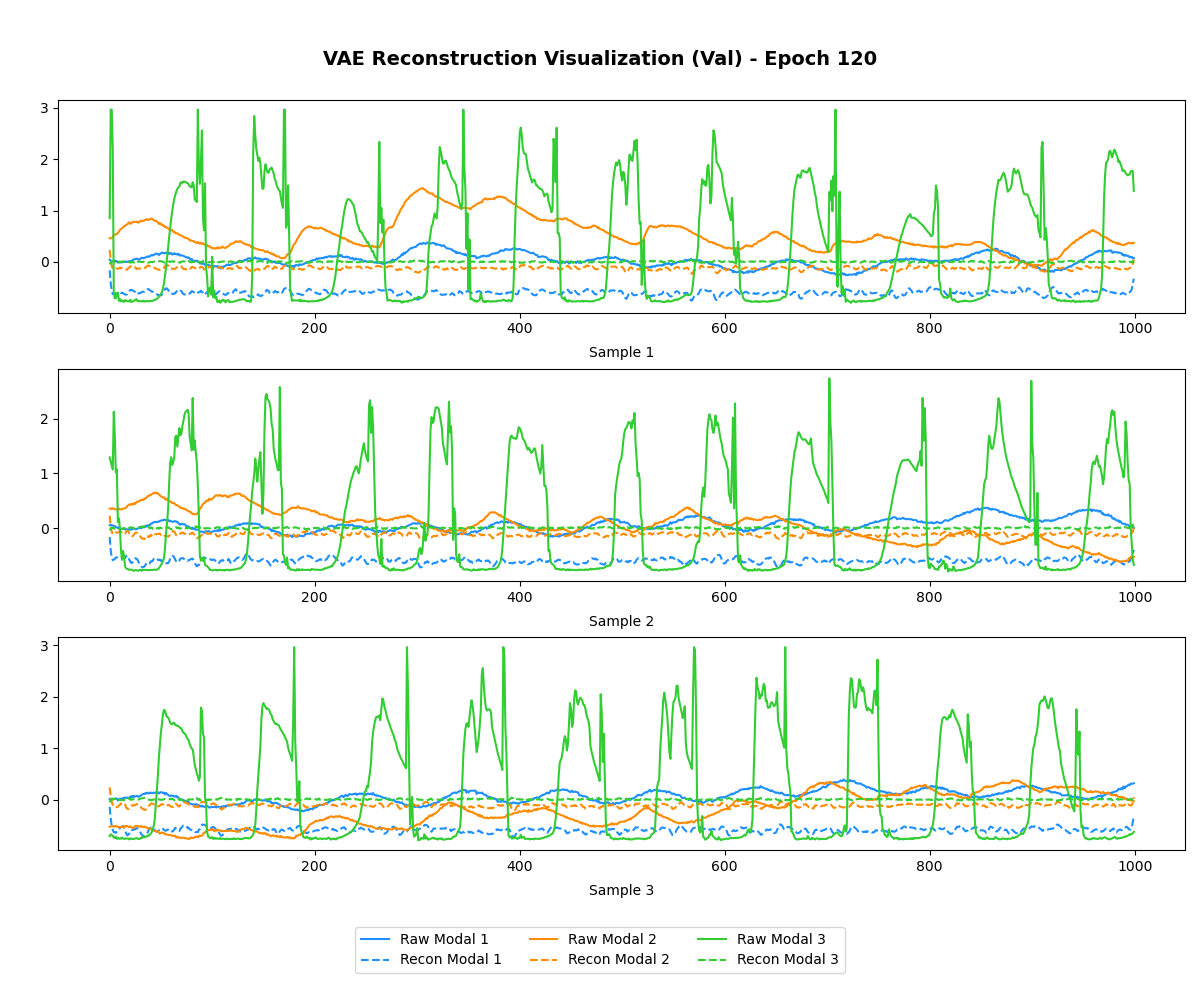 VAE Reconstruction Visualization (Val) - Epoch 120
3
2
1
0
0 200 400 600 800 1000
Sample 1
2
1
0
0 200 400 600 800 1000
Sample 2
3
2
1
0
0 200 400 600 800 1000
Sample 3
Raw Modal 1 Raw Modal 2 Raw Modal 3
Recon Modal 1 Recon Modal 2 Recon Modal 3